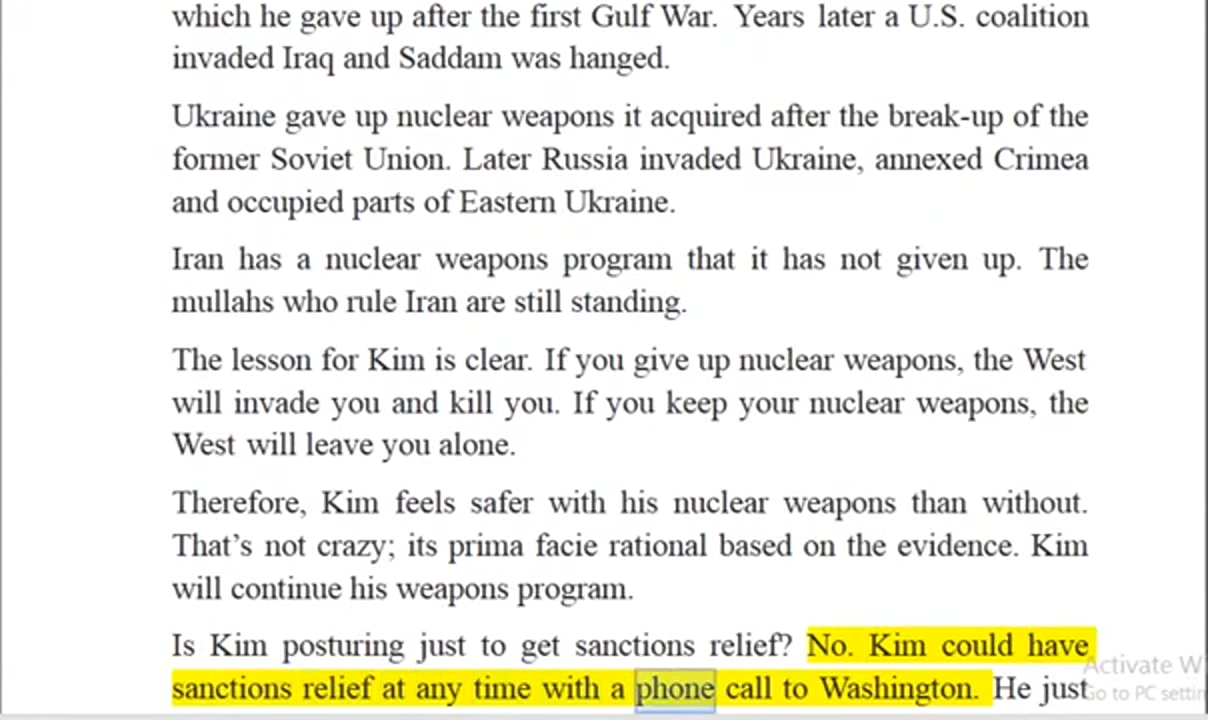 which he gave up after the first Gulf War. Years later a U.S. coalition
invaded Iraq and Saddam was hanged.
Ukraine gave up nuclear weapons it acquired after the break-up of the
former Soviet Union. Later Russia invaded Ukraine, annexed Crimea
and occupied parts of Eastern Ukraine.
Iran has a nuclear weapons program that it has not given up. The
mullahs who rule Iran are still standing.
The lesson for Kim is clear. If you give up nuclear weapons, the West
will invade you and kill you. If you keep your nuclear weapons, the
West will leave you alone.
Therefore, Kim feels safer with his nuclear weapons than without.
That’s not crazy; its prima facie rational based on the evidence. Kim
will continue his weapons program.
Is Kim posturing just to get sanctions relief? No. Kim could have
sanctions relief at any time with a phone call to Washington. He just
Activate W
Go to PC settin